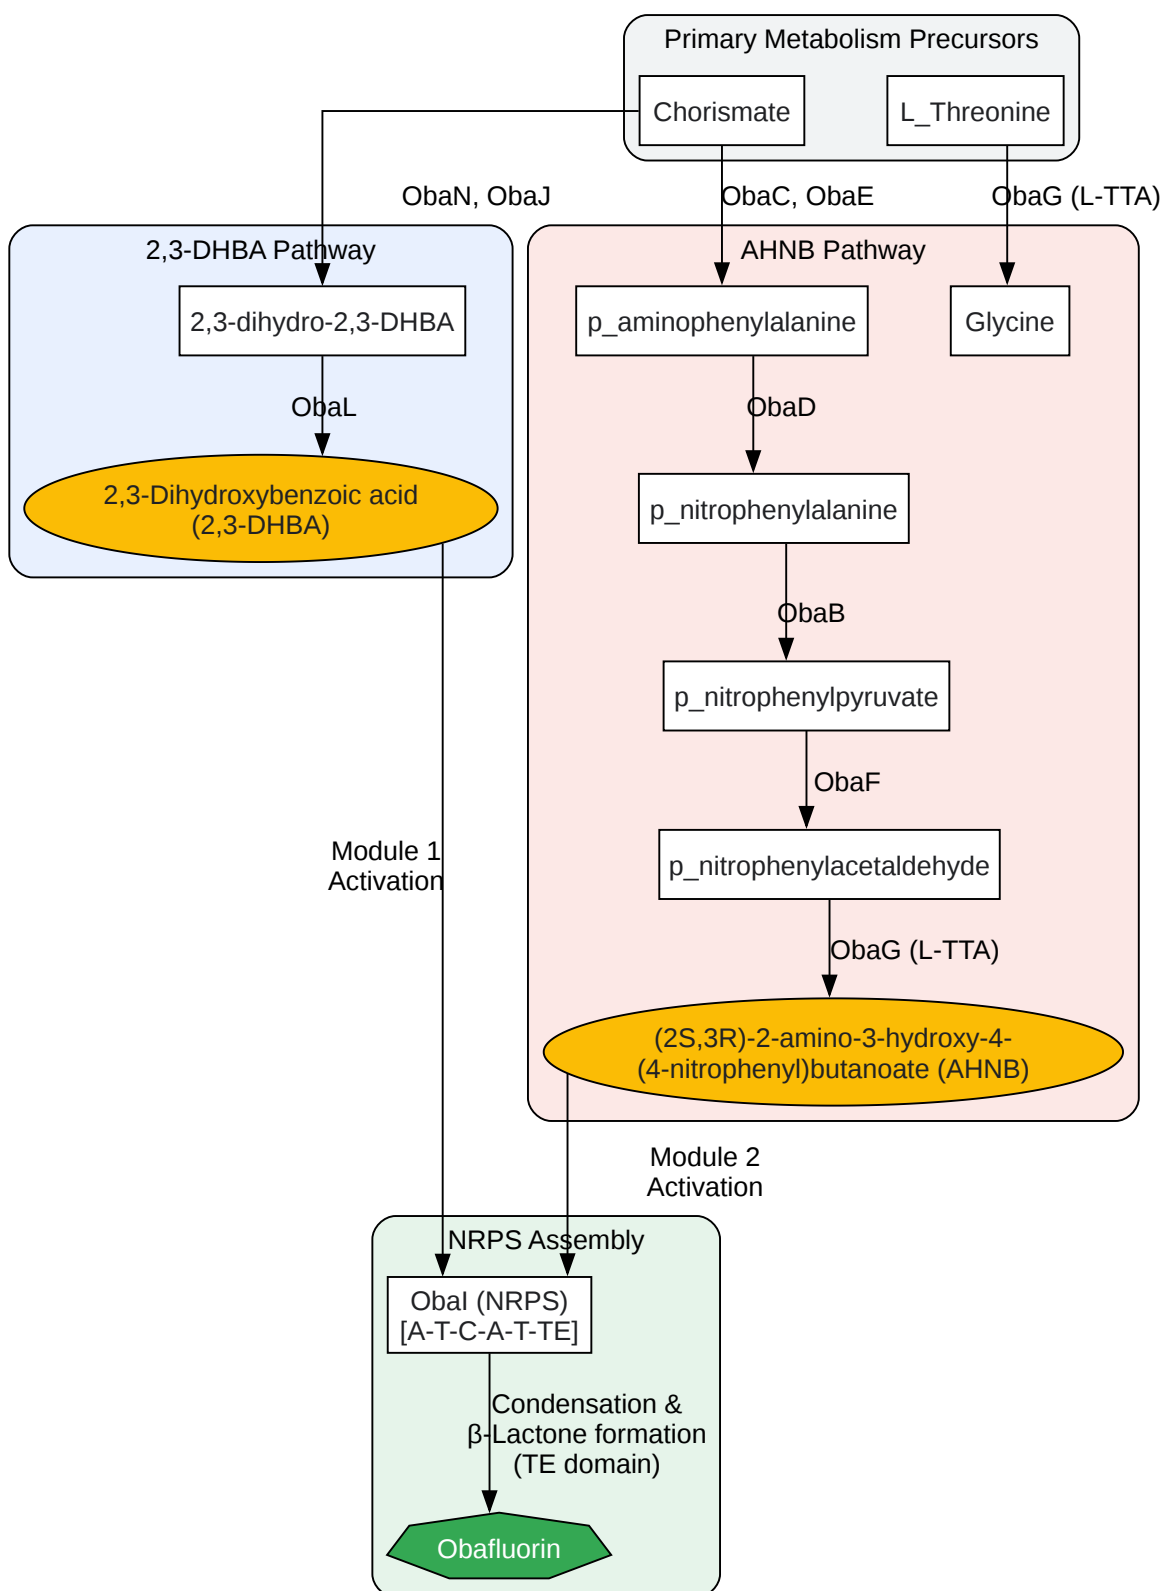 Primary Metabolism Precursors
Chorismate
L_Threonine
ObaN, ObaJ
ObaC, ObaE
ObaG (L-TTA)
2,3-DHBA Pathway
AHNB Pathway
2,3-dihydro-2,3-DHBA
p_aminophenylalanine
Glycine
ObaL
ObaD
2,3-Dihydroxybenzoic acid
(2,3-DHBA)
p_nitrophenylalanine
ObaB
p_nitrophenylpyruvate
ObaF
Module 1
Activation
p_nitrophenylacetaldehyde
ObaG (L-TTA)
(2S,3R)-2-amino-3-hydroxy-4-
(4-nitrophenyl)butanoate (AHNB)
Module 2
Activation
NRPS Assembly
ObaI (NRPS)
[A-T-C-A-T-TE]
Condensation &
β-Lactone formation
(TE domain)
Obafluorin